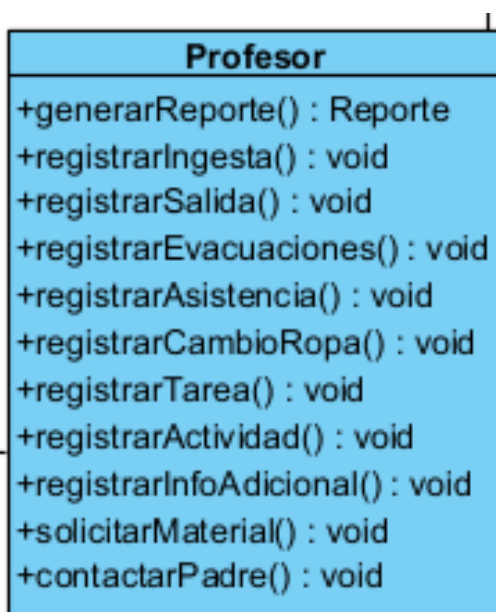 Profesor
+generarReporte() : Reporte
+registrarIngesta() : void
+registrarSalida() : void
+registrarEvacuaciones() : void
+registrarAsistencia() : void
+registrarCambioRopa() : void
+registrarTarea() : void
+registrarActividad() : void
+registrarInfoAdicional() : void
+solicitarMaterial() : void
+contactarPadre() : void